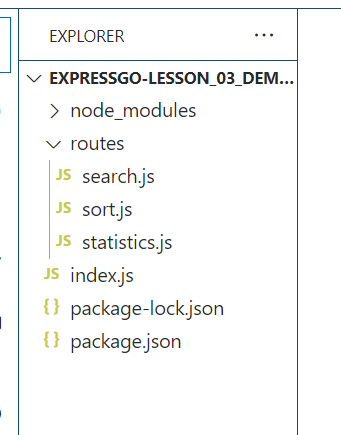 EXPLORER ...
EXPRESSGO-LESSON_03_DEM...
node_modules
routes
JS search.js
JS sort.js
JS statistics.js
JS index.js
{ } package-lock.json
{ } package.json